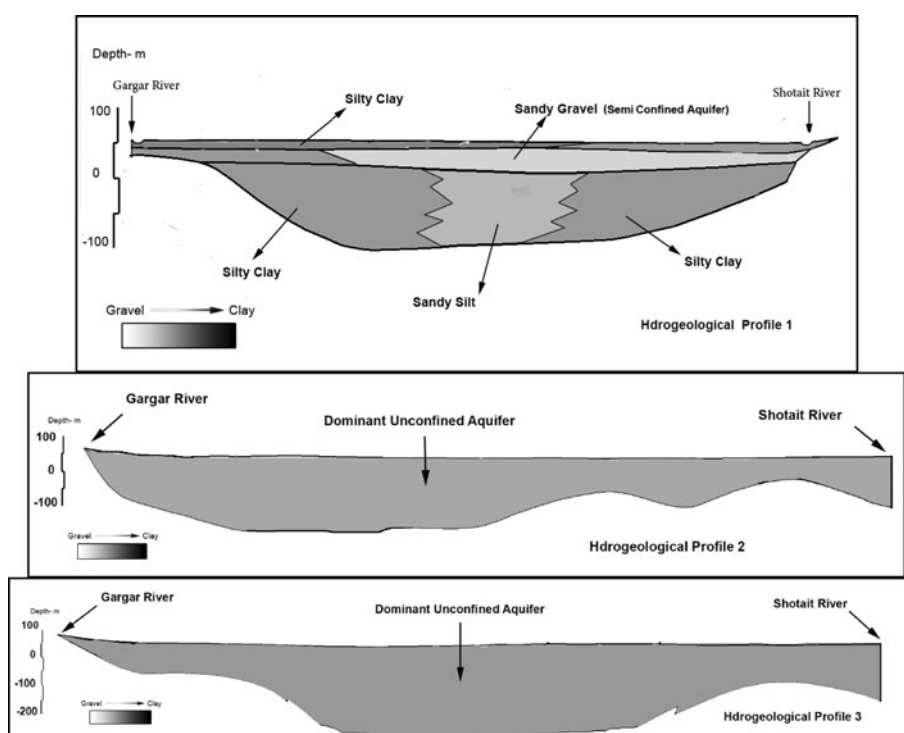 Depth- m
Gargar River
Shotait River
Silty Clay
Sandy Gravel (Semi Confined Aquifer)
100
0
-100
Silty Clay
Silty Clay
Sandy Silt
Gravel Clay
Hdrogeological Profile 1
Gargar River
Shotait River
Dominant Unconfined Aquifer
Depth- m
100
0
-100
Gravel Clay
Hdrogeological Profile 2
Gargar River
Shotait River
Dominant Unconfined Aquifer
Depth- m
100
0
-100
-200
Gravel Clay
Hdrogeological Profile 3